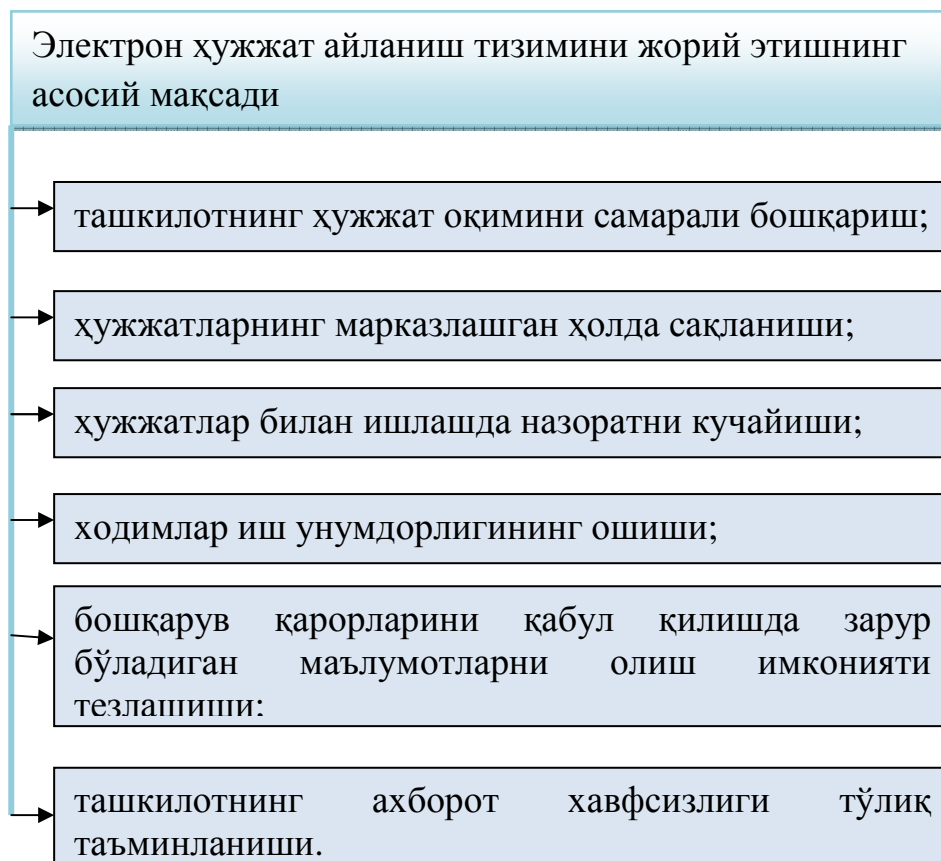 Электрон ҳужжат айланиш тизимини жорий этишнинг
асосий мақсади
ташкилотнинг ҳужжат оқимини самарали бошқариш;
ҳужжатларнинг марказлашган ҳолда сақланиши;
ҳужжатлар билан ишлашда назоратни кучайиши;
ходимлар иш унумдорлигининг ошиши;
бошқарув қарорларини қабул қилишда зарур
бўладиган маълумотларни олиш имконияти
тезлашиши;
ташкилотнинг ахборот хавфсизлиги тўлиқ
таъминланиши.